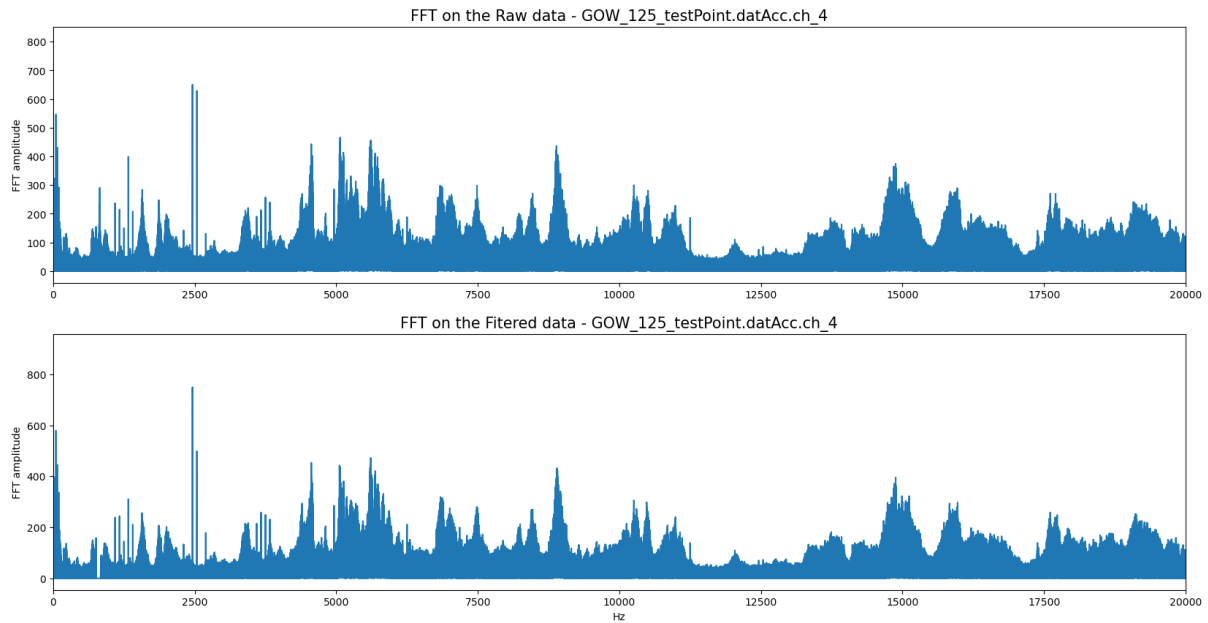 FFT on the Raw data - GOW_125_testPoint.datAcc.ch_4
800
700
600
500
400
300
200
100
0
FFT amplitude
0 2500 5000 7500 10000 12500 15000 17500 20000
FFT on the Fitered data - GOW_125_testPoint.datAcc.ch_4
800
600
400
200
0
FFT amplitude
0 2500 5000 7500 10000 12500 15000 17500 20000
Hz